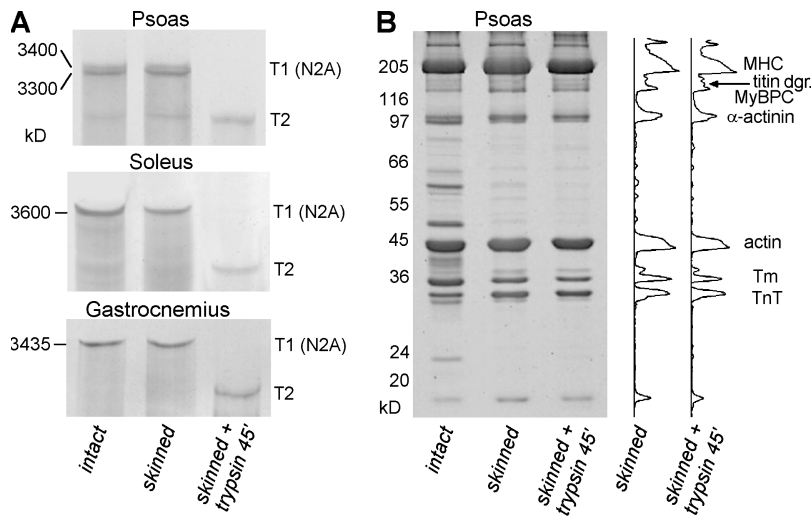 A
Psoas
3400
3300
kD
T1 (N2A)
T2
Soleus
3600
T1 (N2A)
T2
Gastrocnemius
3435
T1 (N2A)
T2
intact
skinned
skinned +
trypsin 45'
B
Psoas
205
116
97
66
55
45
36
24
20
kD
intact
skinned
skinned +
trypsin 45'
MHC
titin dgr.
MyBPC
α-actinin
actin
Tm
TnT
skinned
skinned +
trypsin 45'